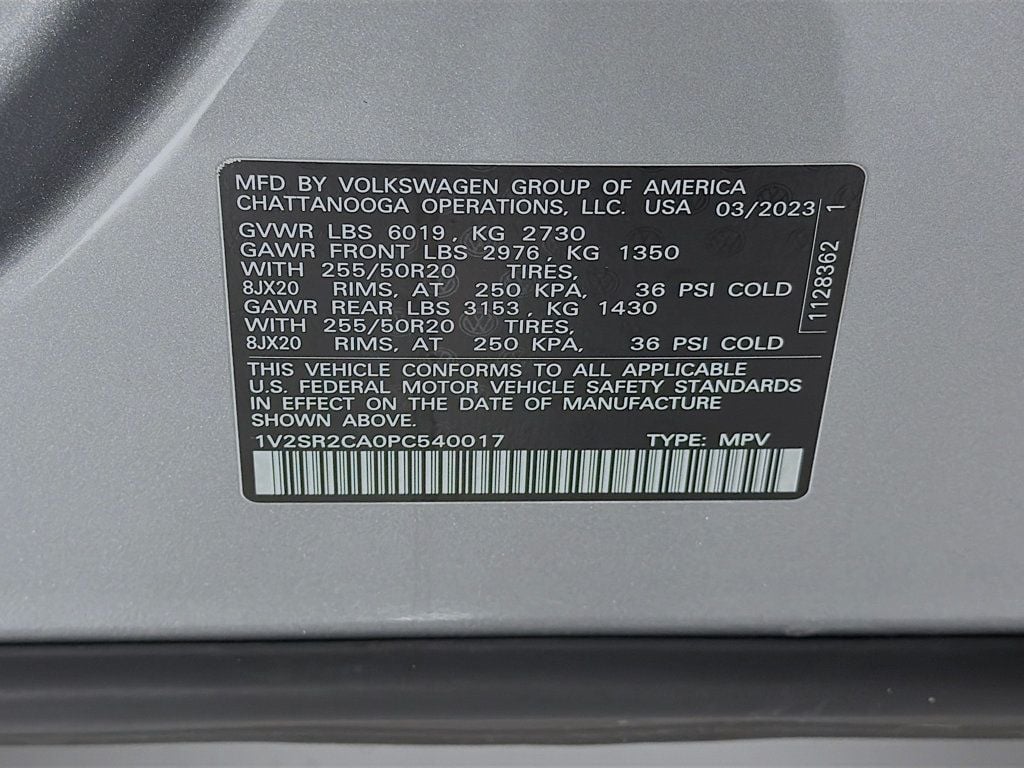 MFD BY VOLKSWAGEN GROUP OF AMERICA
CHATTANOOGA OPERATIONS, LLC. USA 03/2023
GVWR LBS 6019, KG 2730
GAWR FRONT LBS 2976, KG 1350
WITH 255/50R20 TIRES,
8JX20 RIMS, AT 250 KPA, 36 PSI COLD
GAWR REAR LBS 3153, KG 1430
WITH 255/50R20 TIRES,
8JX20 RIMS, AT 250 KPA, 36 PSI COLD
1128362 1
THIS VEHICLE CONFORMS TO ALL APPLICABLE
U.S. FEDERAL MOTOR VEHICLE SAFETY STANDARDS
IN EFFECT ON THE DATE OF MANUFACTURE
SHOWN ABOVE.
1V2SR2CA0PC540017 TYPE: MPV